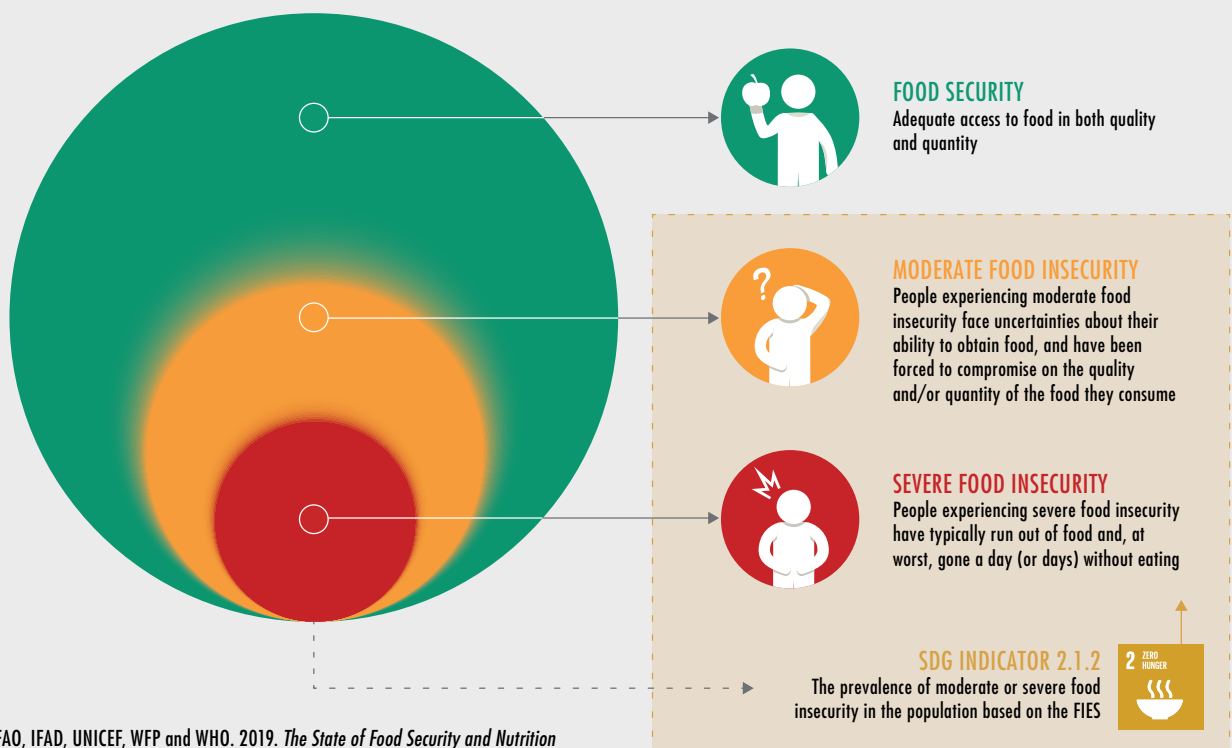 FOOD SECURITY
Adequate access to food in both quality
and quantity
?
MODERATE FOOD INSECURITY
People experiencing moderate food
insecurity face uncertainties about their
ability to obtain food, and have been
forced to compromise on the quality
and/or quantity of the food they consume
SEVERE FOOD INSECURITY
People experiencing severe food insecurity
have typically run out of food and, at
worst, gone a day (or days) without eating
SDG INDICATOR 2.1.2
The prevalence of moderate or severe food
insecurity in the population based on the FIES
2 ZERO
HUNGER
FAO, IFAD, UNICEF, WFP and WHO. 2019. The State of Food Security and Nutrition